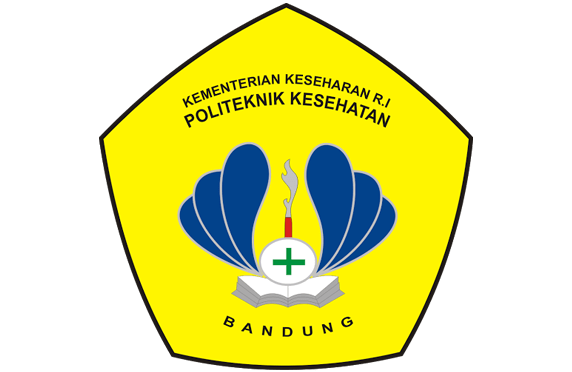 KEMENTERIAN KESEHARAN R.I
POLITEKNIK KESEHATAN
BANDUNG